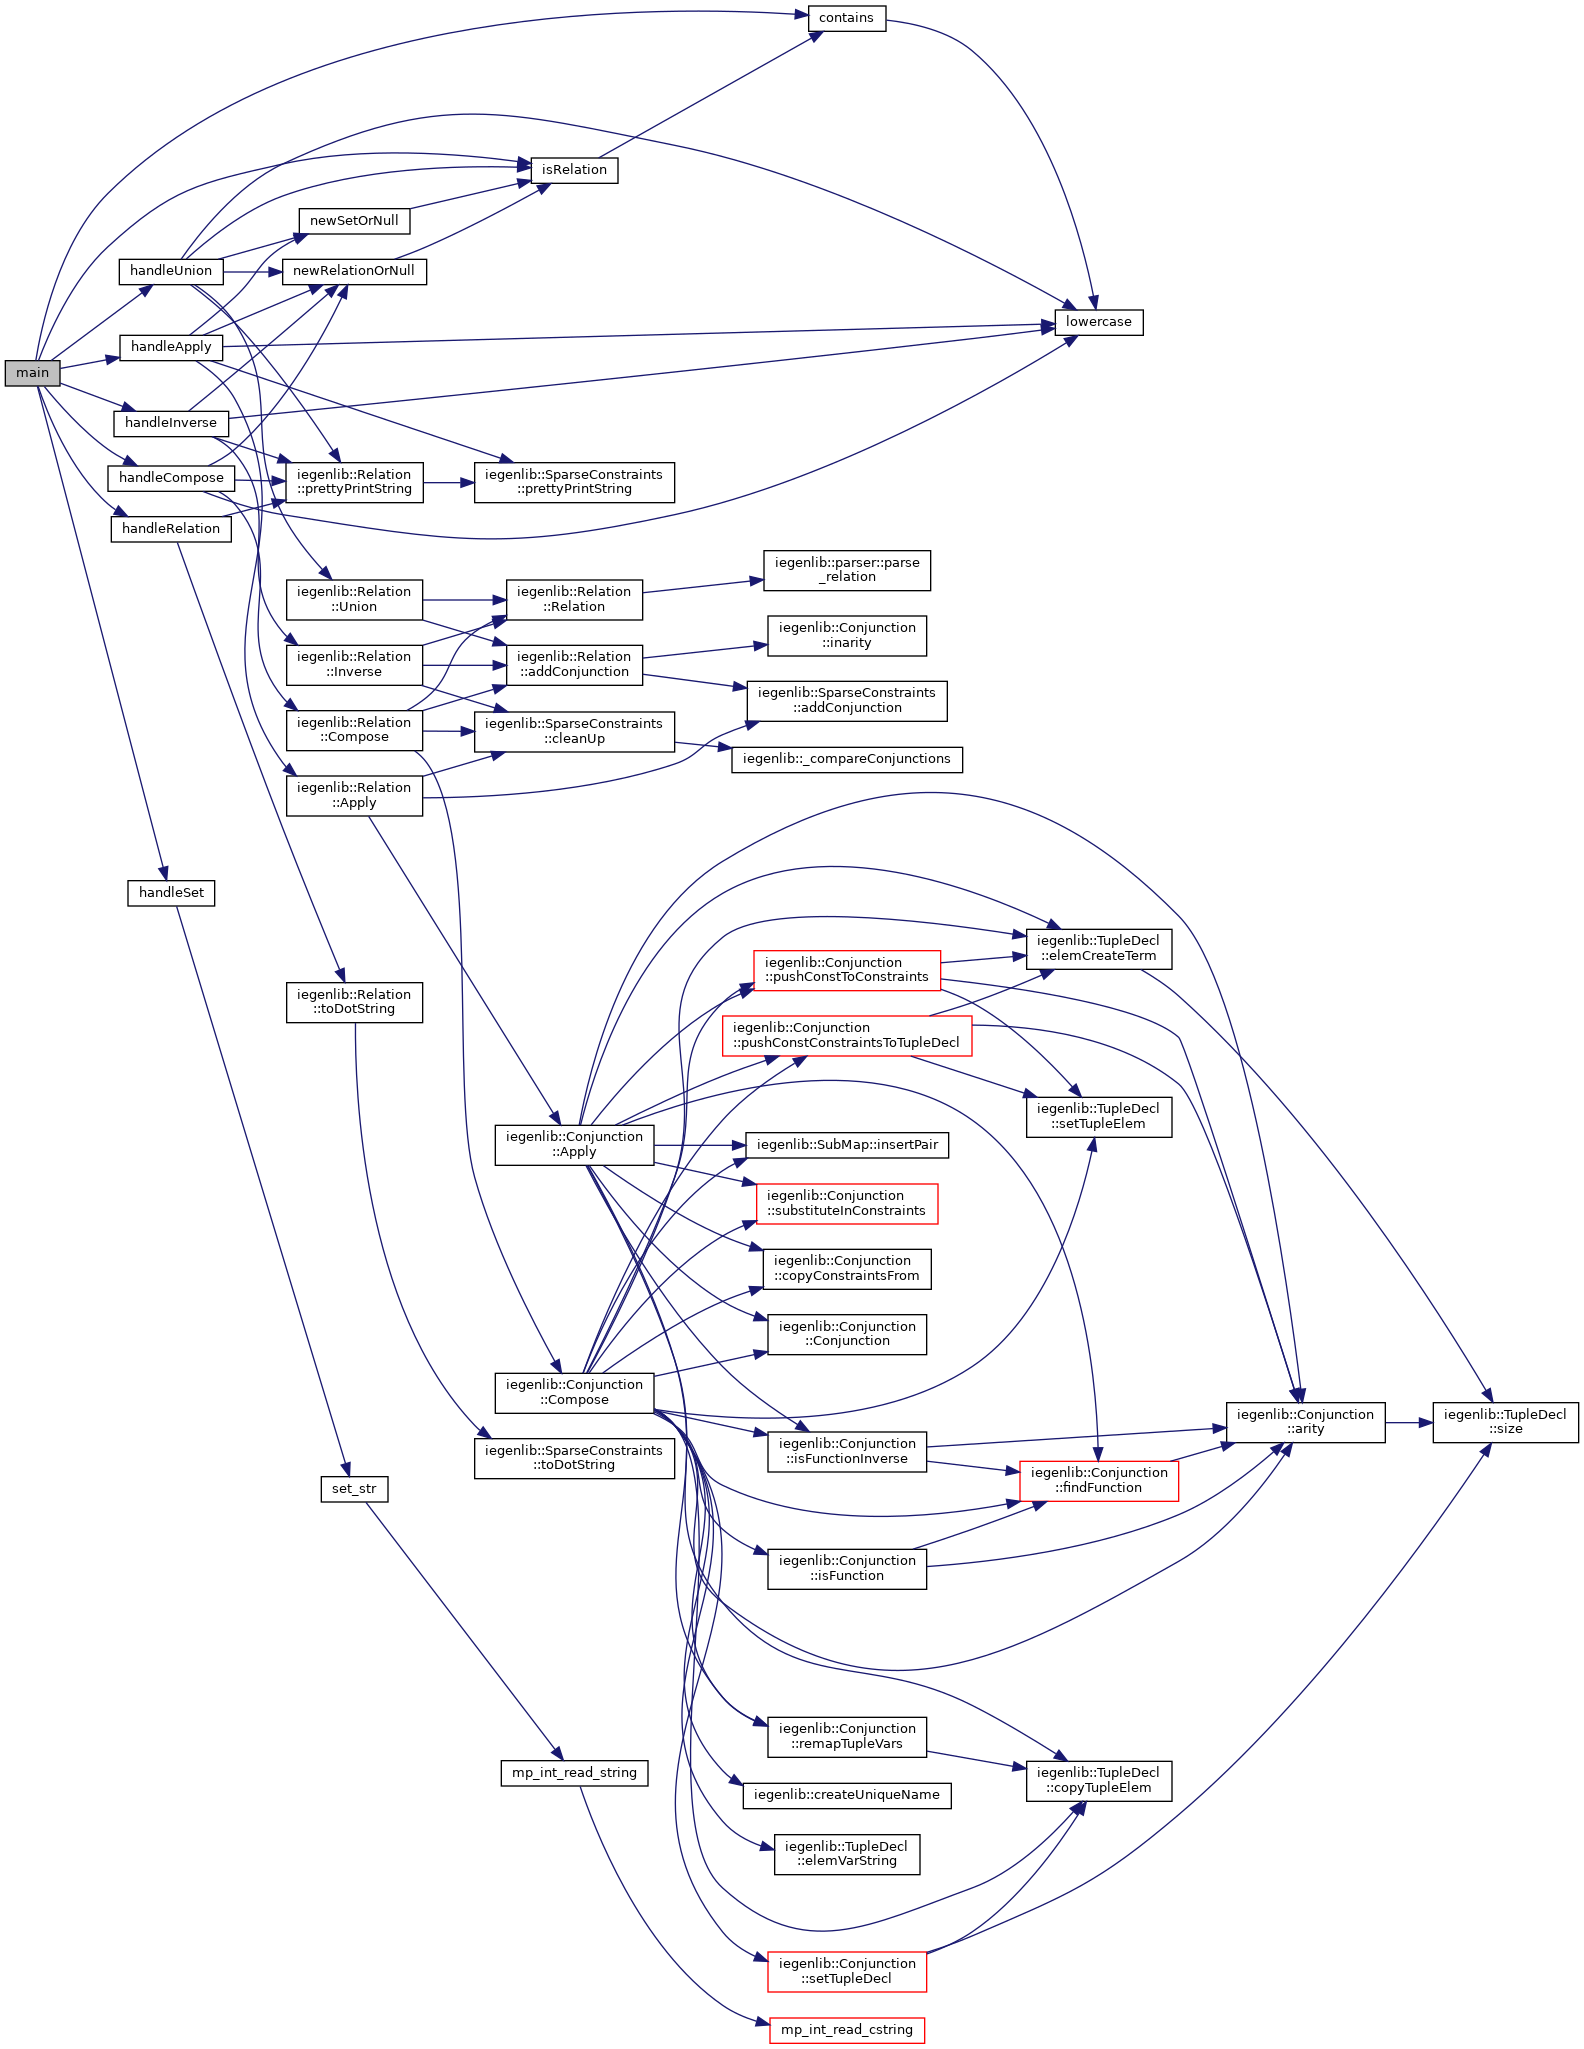 contains
isRelation
newSetOrNull
handleUnion
newRelationOrNull
lowercase
handleApply
main
handleInverse
handleCompose
iegenlib::Relation
::prettyPrintString
iegenlib::SparseConstraints
::prettyPrintString
handleRelation
iegenlib::parser::parse
_relation
iegenlib::Relation
::Union
iegenlib::Relation
::Relation
iegenlib::Conjunction
::inarity
iegenlib::Relation
::Inverse
iegenlib::Relation
::addConjunction
iegenlib::SparseConstraints
::addConjunction
iegenlib::Relation
::Compose
iegenlib::SparseConstraints
::cleanUp
iegenlib::_compareConjunctions
iegenlib::Relation
::Apply
handleSet
iegenlib::TupleDecl
::elemCreateTerm
iegenlib::Conjunction
::pushConstToConstraints
iegenlib::Relation
::toDotString
iegenlib::Conjunction
::pushConstConstraintsToTupleDecl
iegenlib::TupleDecl
::setTupleElem
iegenlib::Conjunction
::Apply
iegenlib::SubMap::insertPair
iegenlib::Conjunction
::substituteInConstraints
iegenlib::Conjunction
::copyConstraintsFrom
iegenlib::Conjunction
::Conjunction
iegenlib::Conjunction
::Compose
iegenlib::Conjunction
::arity
iegenlib::TupleDecl
::size
iegenlib::SparseConstraints
::toDotString
iegenlib::Conjunction
::isFunctionInverse
iegenlib::Conjunction
::findFunction
set_str
iegenlib::Conjunction
::isFunction
iegenlib::Conjunction
::remapTupleVars
mp_int_read_string
iegenlib::TupleDecl
::copyTupleElem
iegenlib::createUniqueName
iegenlib::TupleDecl
::elemVarString
iegenlib::Conjunction
::setTupleDecl
mp_int_read_cstring